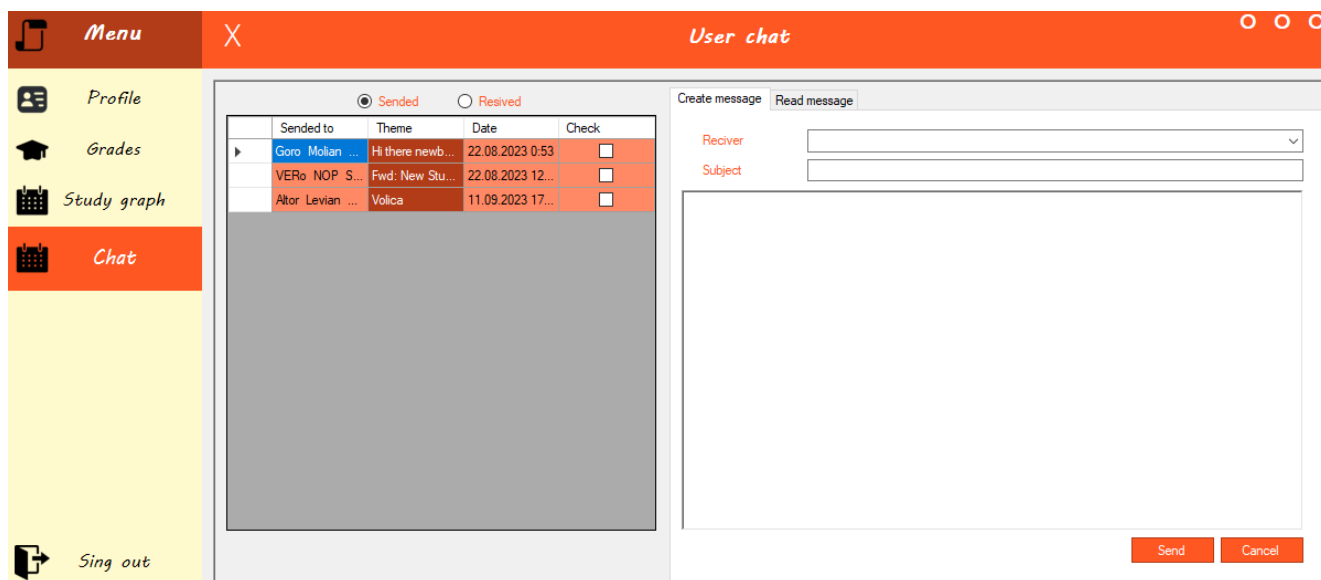 Menu
X
User chat
Profile
Grades
Study graph
Chat
Sing out
Sended Resived
Sended to Theme Date Check
Goro Molian ... Hi there newb... 22.08.2023 0:53
VERo NOP S... Fwd: New Stu... 22.08.2023 12...
Altor Levian ... Volica 11.09.2023 17...
Create message Read message
Reciver
Subject
Send Cancel